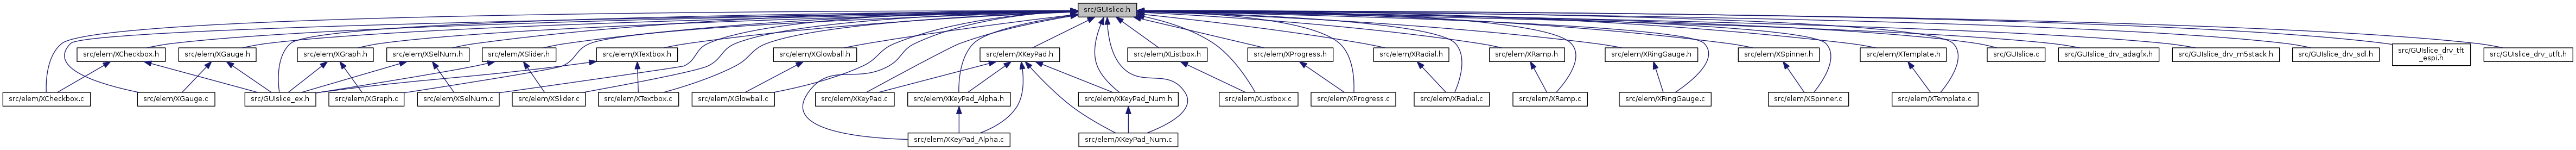 src/GUIslice.h
src/elem/XCheckbox.h
src/elem/XGauge.h
src/elem/XGraph.h
src/elem/XSelNum.h
src/elem/XSlider.h
src/elem/XTextbox.h
src/elem/XGlowball.h
src/elem/XKeyPad.h
src/elem/XListbox.h
src/elem/XProgress.h
src/elem/XRadial.h
src/elem/XRamp.h
src/elem/XRingGauge.h
src/elem/XSpinner.h
src/elem/XTemplate.h
src/GUIslice.c
src/GUIslice_drv_adagfx.h
src/GUIslice_drv_m5stack.h
src/GUIslice_drv_sdl.h
src/GUIslice_drv_tft
_espi.h
src/GUIslice_drv_utft.h
src/elem/XCheckbox.c
src/elem/XGauge.c
src/GUIslice_ex.h
src/elem/XGraph.c
src/elem/XSelNum.c
src/elem/XSlider.c
src/elem/XTextbox.c
src/elem/XGlowball.c
src/elem/XKeyPad.c
src/elem/XKeyPad_Alpha.h
src/elem/XKeyPad_Num.h
src/elem/XListbox.c
src/elem/XProgress.c
src/elem/XRadial.c
src/elem/XRamp.c
src/elem/XRingGauge.c
src/elem/XSpinner.c
src/elem/XTemplate.c
src/elem/XKeyPad_Alpha.c
src/elem/XKeyPad_Num.c